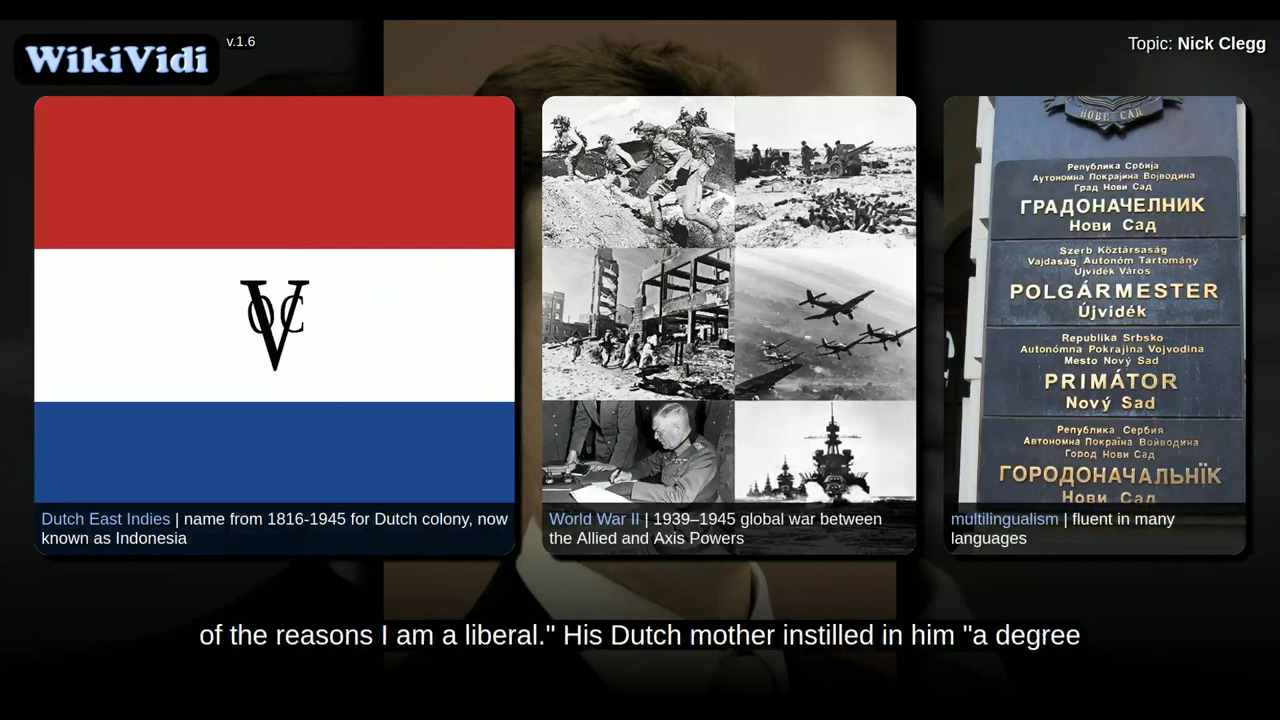 WikiVidi
v.1.6
Topic: Nick Clegg
VOC
НОВИ САД
Република Србија
Аутономна Покрајина Војводина
Град Нови Сад
ГРАДОНАЧЕЛНИК
Нови Сад
Szerb Köztársaság
Vajdaság Autonóm Tartomány
Újvidék Város
POLGÁRMESTER
Újvidék
Republika Srbsko
Autonómna Pokrajina Vojvodina
Mesto Nový Sad
PRIMÁTOR
Nový Sad
Република Сербия
Автономна Покраїна Войводина
Город Нови Сад
ГОРОДОНАЧАЛЬНЇК
Нови Сад
Dutch East Indies | name from 1816-1945 for Dutch colony, now
known as Indonesia
World War II | 1939–1945 global war between
the Allied and Axis Powers
multilingualism | fluent in many
languages
of the reasons I am a liberal." His Dutch mother instilled in him "a degree